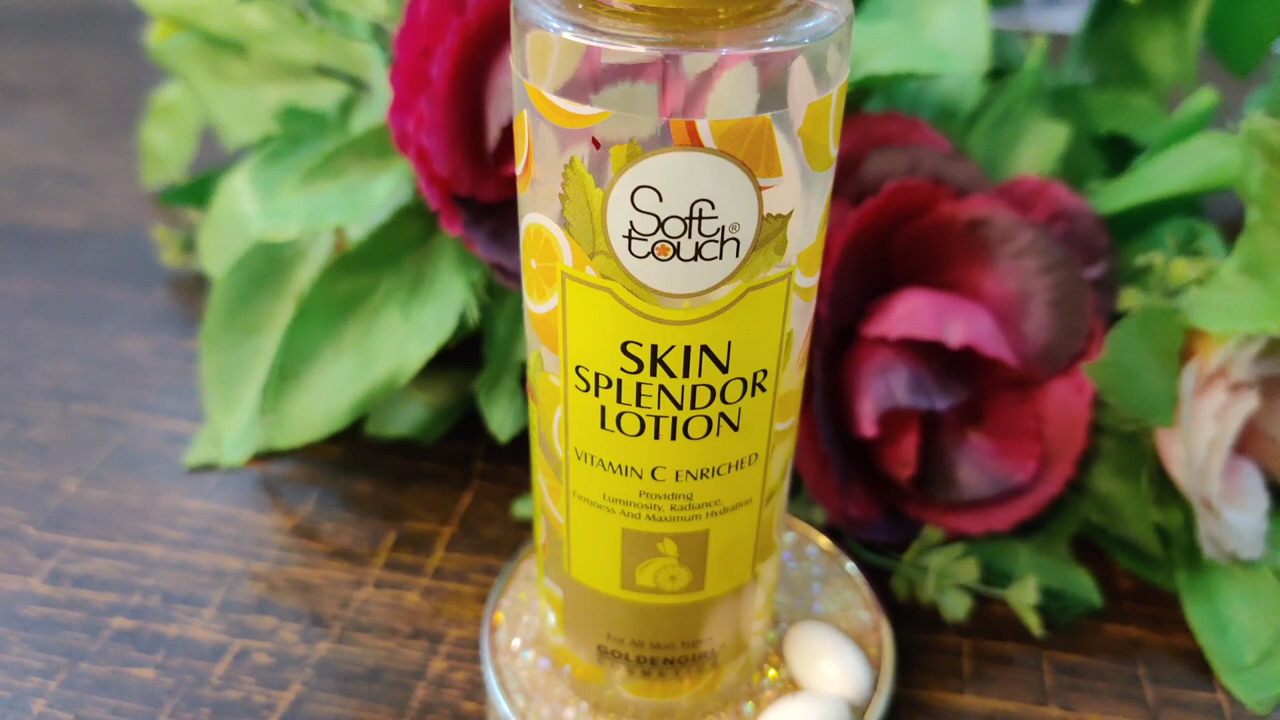 Soft
touch®
SKIN
SPLENDOR
LOTION
VITAMIN C ENRICHED
Providing
Luminosity, Radiance,
Firmness And Maximum Hydration
For All Skin Types
GOLDENGIRL
COSMETICS